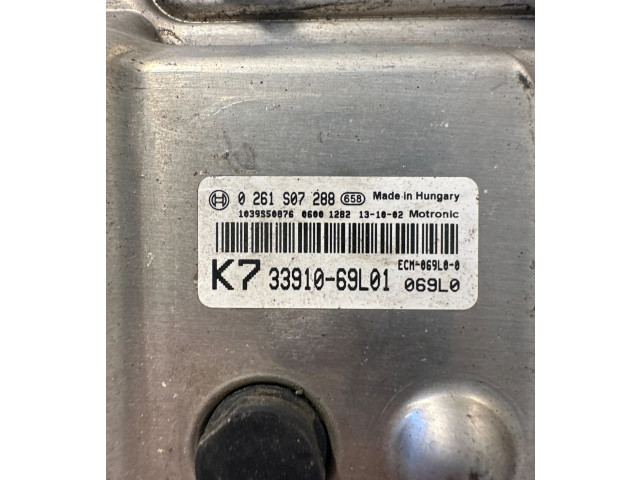 0 261 S07 288 658 Made in Hungary
1039S50876 0600 1282 13-10-02 Motronic
ECM-069L0-0
K7 33910-69L01 069L0